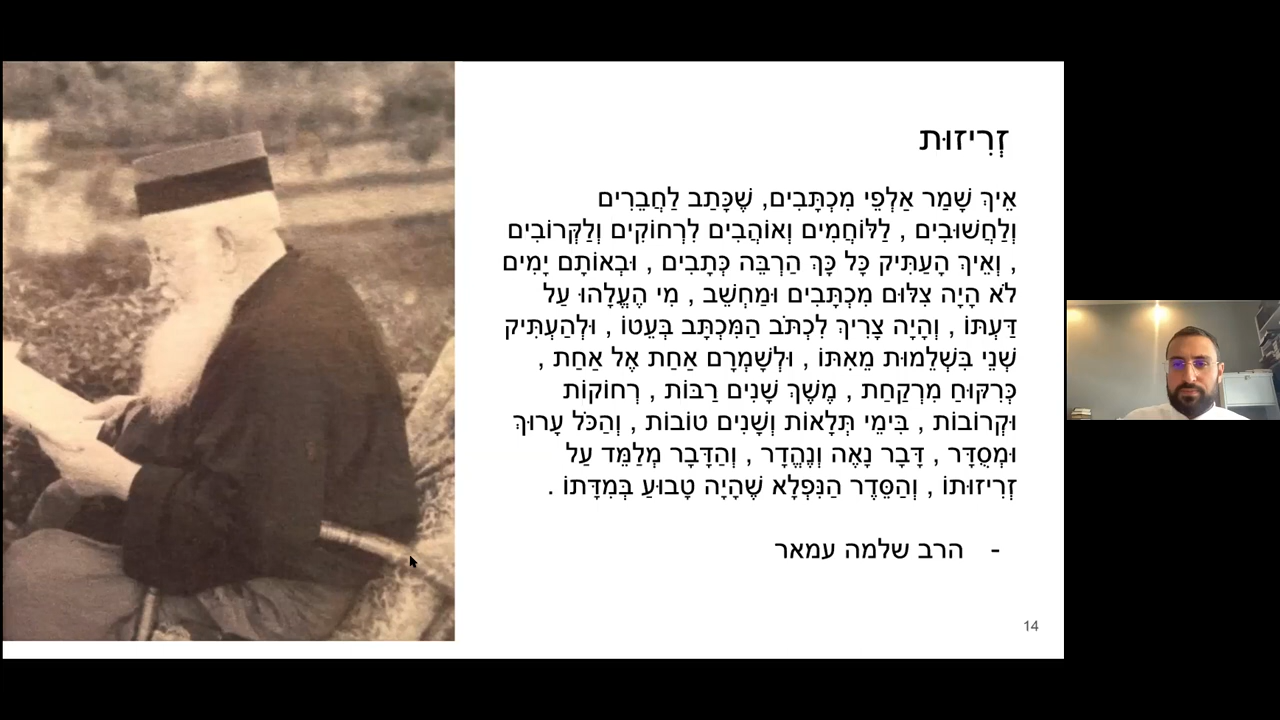 זְרִיזוּת
אֵיךְ שָׁמַר אַלְפֵי מִכְתָּבִים, שֶׁכָּתַב לַחֲבֵרִים
וְלַחֲשׁוּבִים , לַלּוֹחֲמִים וְאוֹהֲבִים לִרְחוֹקִים וְלַקְּרוֹבִים
, וְאֵיךְ הָעַתִּיק כָּל כָּךְ הַרְבֵּה כְּתָבִים , וּבְאוֹתָם יָמִים
לֹא הָיָה צִלּוּם מִכְתָּבִים וּמַחְשֵׁב , מִי הֶעֱלָהוּ עַל
דַּעְתּוֹ , וְהָיָה צָרִיךְ לִכְתֹּב הַמִּכְתָּב בְּעֵטוֹ , וּלְהַעְתִּיק
שְׁנֵי בִּשְׁלֵמוּת מֵאִתּוֹ , וּלְשָׁמְרָם אַחַת אֶל אַחַת ,
כְּרִקּוּחַ מִרְקַחַת , מֶשֶׁךְ שָׁנִים רַבּוֹת , רְחוֹקוֹת
וּקְרוֹבוֹת , בִּימֵי תְּלָאוֹת וְשָׁנִים טוֹבוֹת , וְהַכֹּל עָרוּךְ
וּמְסֻדָּר , דָּבָר נָאֶה וְנֶהֱדָר , וְהַדָּבָר מְלַמֵּד עַל
זְרִיזוּתוֹ , וְהַסֵּדֶר הַנִּפְלָא שֶׁהָיָה טָבוּעַ בְּמִדָּתוֹ .
- הרב שלמה עמאר
14